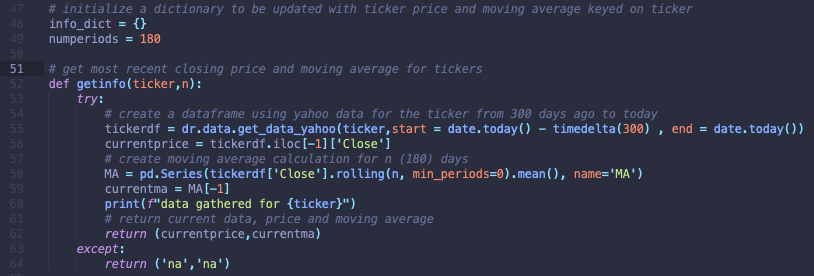 47 # initialize a dictionary to be updated with ticker price and moving average keyed on ticker
48 info_dict = {}
49 numperiods = 180
50
51 # get most recent closing price and moving average for tickers
52 def getinfo(ticker,n):
53     try:
54         # create a dataframe using yahoo data for the ticker from 300 days ago to today
55         tickerdf = dr.data.get_data_yahoo(ticker,start = date.today() - timedelta(300) , end = date.today())
56         currentprice = tickerdf.iloc[-1]['Close']
57         # create moving average calculation for n (180) days
58         MA = pd.Series(tickerdf['Close'].rolling(n, min_periods=0).mean(), name='MA')
59         currentma = MA[-1]
60         print(f"data gathered for {ticker}")
61         # return current data, price and moving average
62         return (currentprice,currentma)
63     except:
64         return ('na','na')